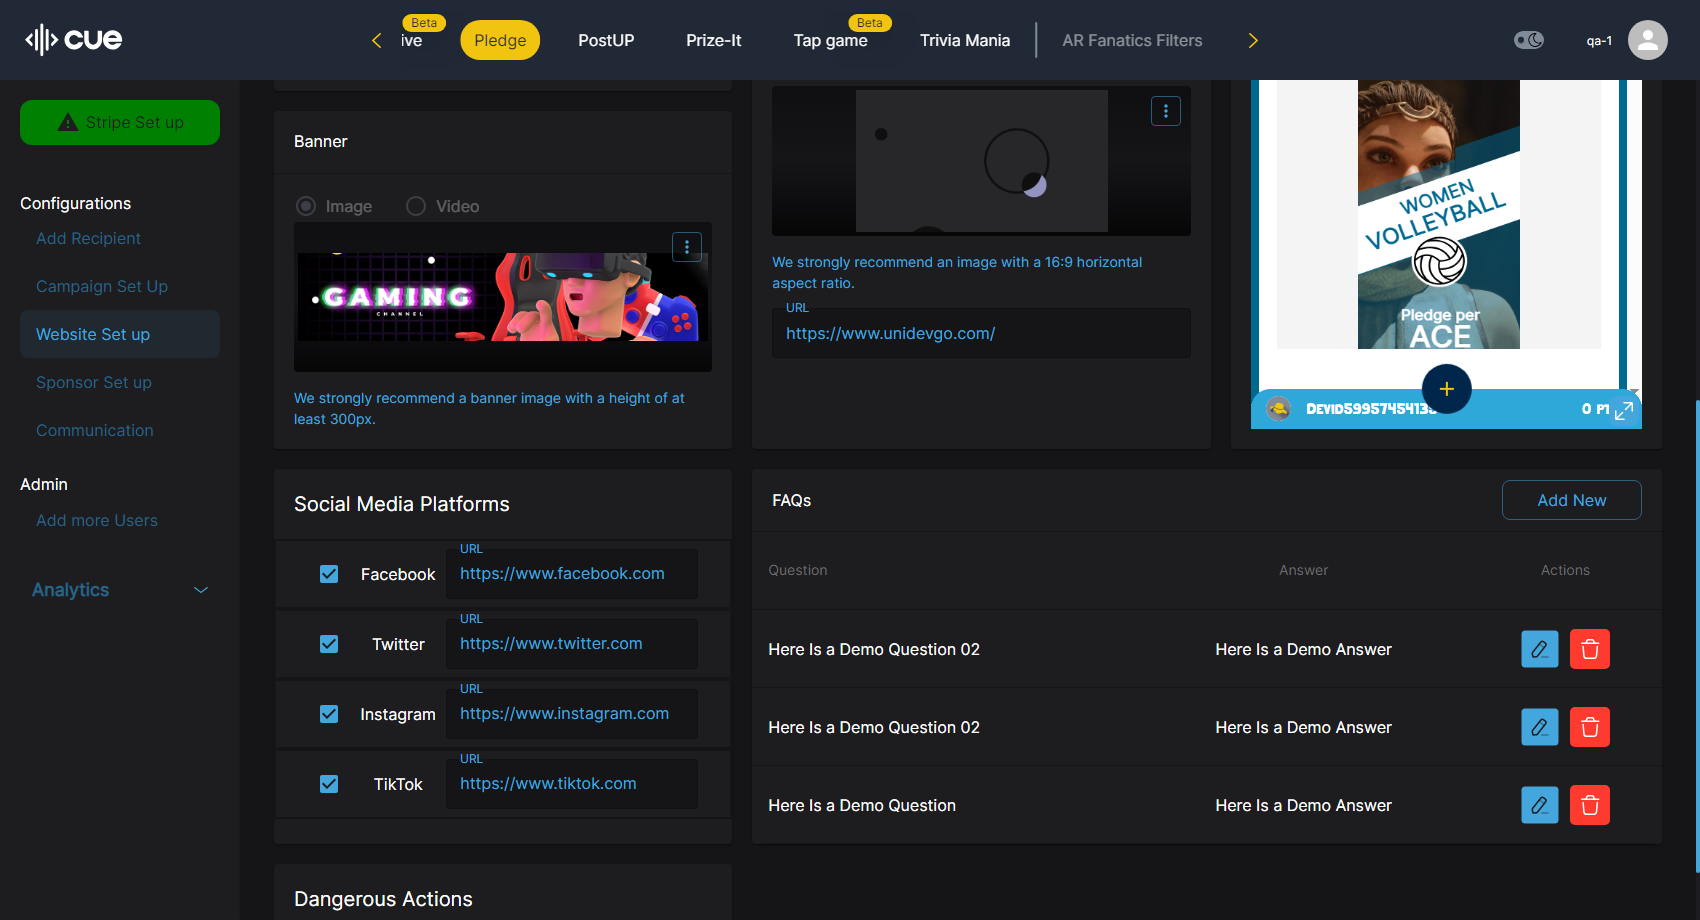 cue
Beta
ive
Pledge
PostUP
Prize-It
Beta
Tap game
Trivia Mania
AR Fanatics Filters
qa-1
Stripe Set up
Configurations
Add Recipient
Campaign Set Up
Website Set up
Sponsor Set up
Communication
Admin
Add more Users
Analytics
Banner
Image
Video
GAMING
CHANNEL
We strongly recommend a banner image with a height of at
least 300px.
We strongly recommend an image with a 16:9 horizontal
aspect ratio.
URL
https://www.unidevgo.com/
WOMEN
VOLLEYBALL
Pledge per
ACE
0 PT
Social Media Platforms
Facebook
URL
https://www.facebook.com
Twitter
URL
https://www.twitter.com
Instagram
URL
https://www.instagram.com
TikTok
URL
https://www.tiktok.com
FAQs
Add New
Question
Answer
Actions
Here Is a Demo Question 02
Here Is a Demo Answer
Here Is a Demo Question 02
Here Is a Demo Answer
Here Is a Demo Question
Here Is a Demo Answer
Dangerous Actions